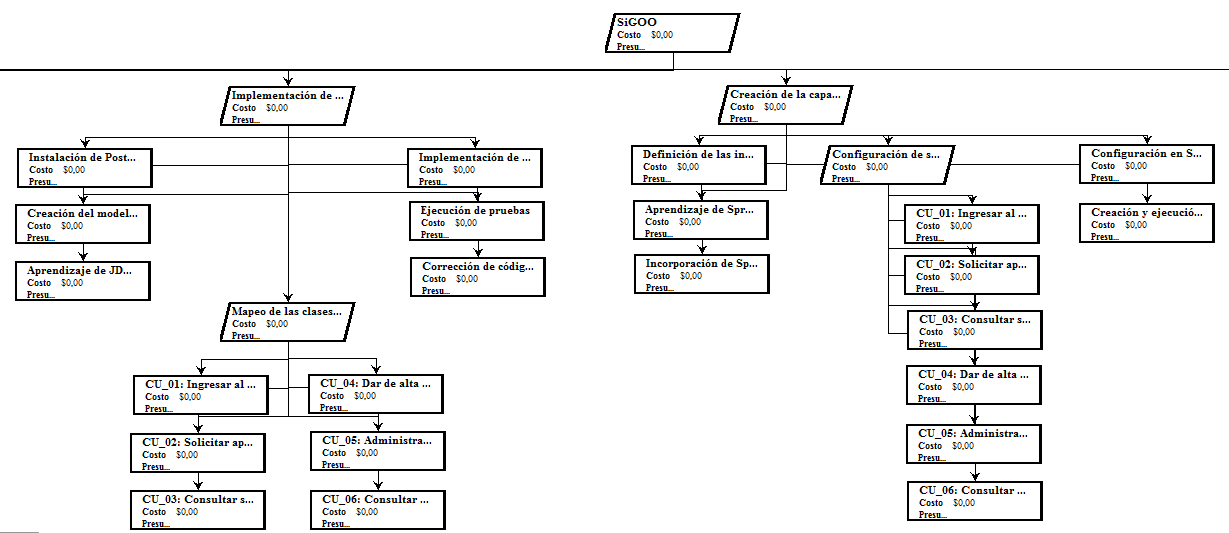 SiGOO
Costo $0,00
Presu...
Implementación de ...
Costo $0,00
Presu...
Creación de la capa...
Costo $0,00
Presu...
Instalación de Post...
Costo $0,00
Presu...
Implementación de ...
Costo $0,00
Presu...
Definición de las in...
Costo $0,00
Presu...
Configuración de s...
Costo $0,00
Presu...
Configuración en S...
Costo $0,00
Presu...
Creación del model...
Costo $0,00
Presu...
Ejecución de pruebas
Costo $0,00
Presu...
Aprendizaje de Spr...
Costo $0,00
Presu...
CU_01: Ingresar al ...
Costo $0,00
Presu...
Creación y ejecució...
Costo $0,00
Presu...
Aprendizaje de JD...
Costo $0,00
Presu...
Corrección de códig...
Costo $0,00
Presu...
Incorporación de Sp...
Costo $0,00
Presu...
CU_02: Solicitar ap...
Costo $0,00
Presu...
Mapeo de las clases...
Costo $0,00
Presu...
CU_03: Consultar s...
Costo $0,00
Presu...
CU_01: Ingresar al ...
Costo $0,00
Presu...
CU_04: Dar de alta ...
Costo $0,00
Presu...
CU_04: Dar de alta ...
Costo $0,00
Presu...
CU_02: Solicitar ap...
Costo $0,00
Presu...
CU_05: Administra...
Costo $0,00
Presu...
CU_05: Administra...
Costo $0,00
Presu...
CU_03: Consultar s...
Costo $0,00
Presu...
CU_06: Consultar ...
Costo $0,00
Presu...
CU_06: Consultar ...
Costo $0,00
Presu...